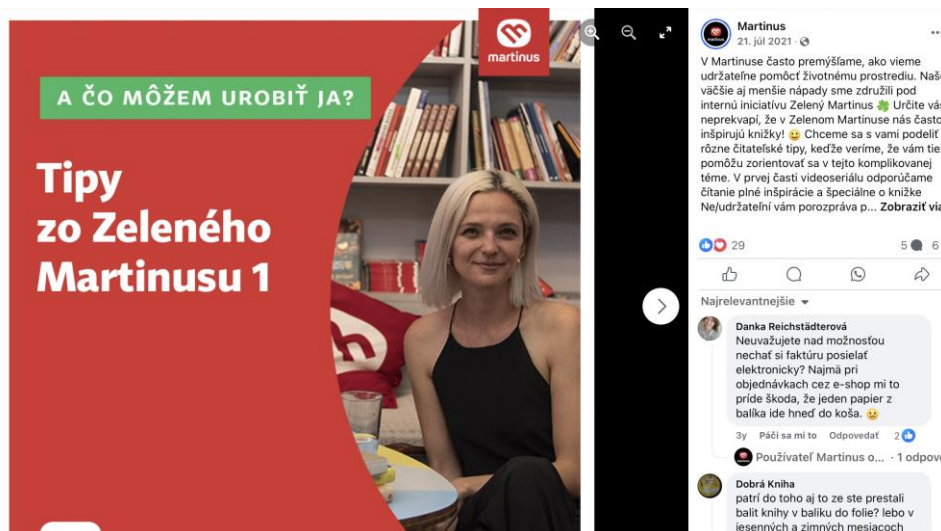 martinus
A ČO MÔŽEM UROBIŤ JA?
Tipy
zo Zeleného
Martinusu 1
Martinus
21. júl 2021
V Martinuse často premýšľame, ako vieme
udržateľne pomôcť životnému prostrediu. Naše
väčšie aj menšie nápady sme združili pod
internú iniciatívu Zelený Martinus 🍀 Určite vás
neprekvapí, že v Zelenom Martinuse nás často
inšpirujú knižky! 😃 Chceme sa s vami podeliť
rôzne čitateľské tipy, keďže veríme, že vám tiež
pomôžu zorientovať sa v tejto komplikovanej
téme. V prvej časti videoseriálu odporúčame
čítanie plné inšpirácie a špeciálne o knižke
Ne/udržateľní vám porozpráva p... Zobraziť via
29
5 6
Najrelevantnejšie
Danka Reichstädterová
Neuvažujete nad možnosťou
nechať si faktúru posielať
elektronicky? Najmä pri
objednávkach cez e-shop mi to
príde škoda, že jeden papier z
balíka ide hneď do koša. 😟
3y Páči sa mi to Odpovedať 2
Používateľ Martinus o... · 1 odpove
Dobrá Kniha
patrí do toho aj to ze ste prestali
balit knihy v baliku do folie? lebo v
jesenných a zimných mesiacoch